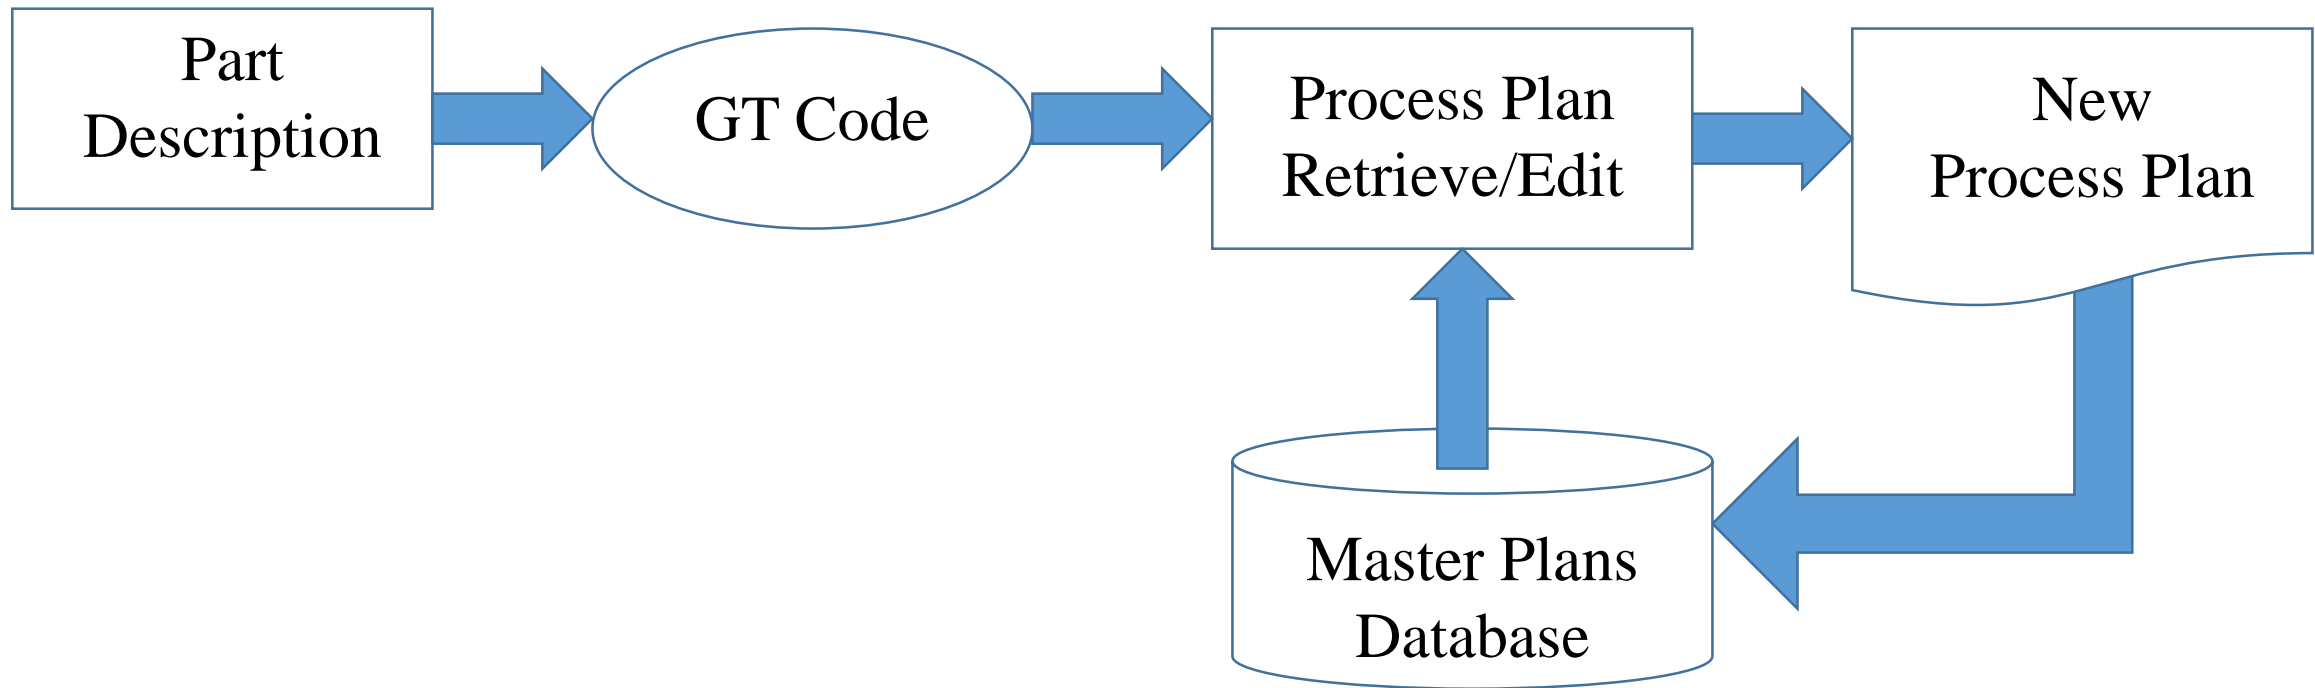 Part
Description
GT Code
Process Plan
Retrieve/Edit
New
Process Plan
Master Plans
Database